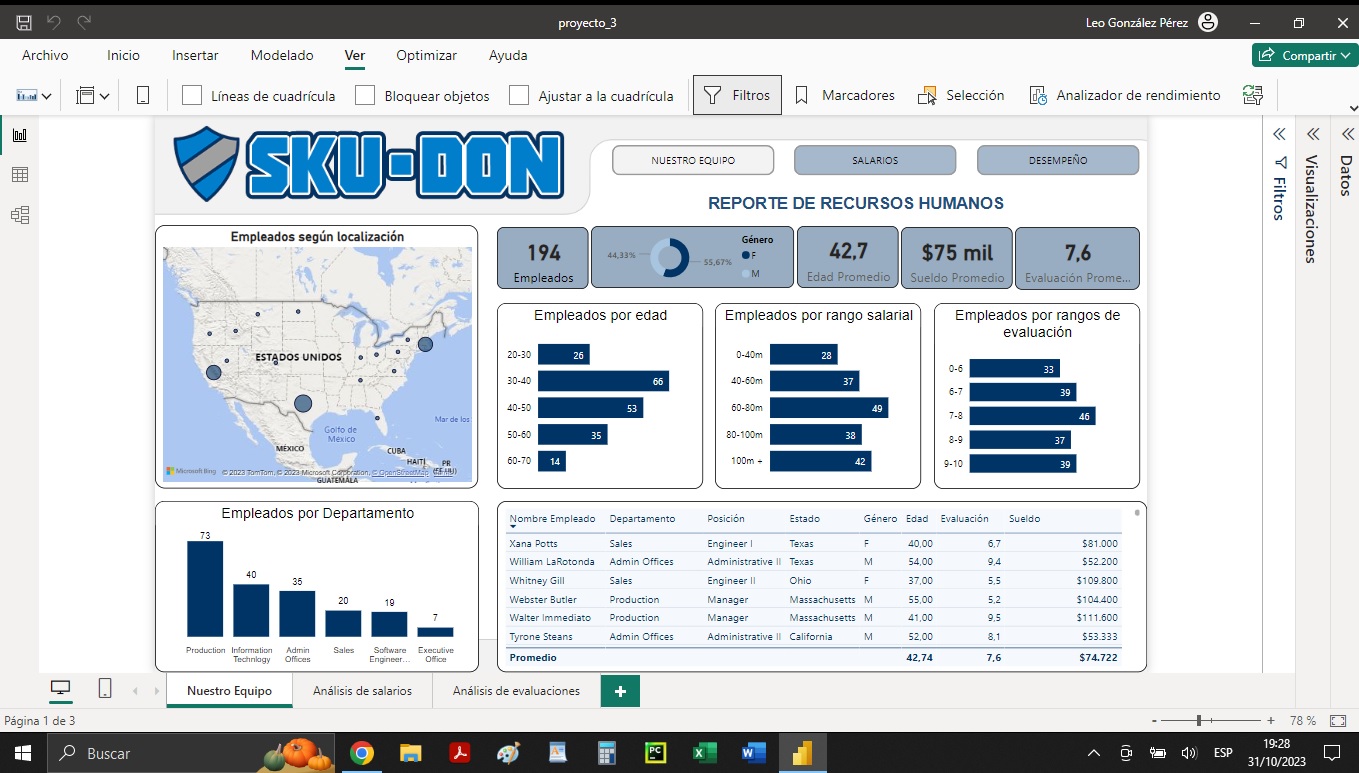 proyecto_3
Leo González Pérez
Archivo Inicio Insertar Modelado Ver Optimizar Ayuda
Compartir
Líneas de cuadrícula Bloquear objetos Ajustar a la cuadrícula Filtros Marcadores Selección Analizador de rendimiento
SKU-DON
NUESTRO EQUIPO SALARIOS DESEMPEÑO
REPORTE DE RECURSOS HUMANOS
Filtros
Visualizaciones
Datos
Empleados según localización
ESTADOS UNIDOS
Mar de los
Golfo de
México
MÉXICO
CUBA
HAITÍ
PR
(EE.UU)
GUATEMALA
Microsoft Bing
© 2023 TomTom, © 2023 Microsoft Corporation, © OpenStreetMap
194
Empleados
44,33%
55,67%
Género
F
M
42,7
Edad Promedio
$75 mil
Sueldo Promedio
7,6
Evaluación Prome...
Empleados por edad
20-30 26
30-40 66
40-50 53
50-60 35
60-70 14
Empleados por rango salarial
0-40m 28
40-60m 37
60-80m 49
80-100m 38
100m + 42
Empleados por rangos de
evaluación
0-6 33
6-7 39
7-8 46
8-9 37
9-10 39
Empleados por Departamento
73
40
35
20
19
7
Production
Information
Technlogy
Admin
Offices
Sales
Software
Engineer...
Executive
Office
Nombre Empleado Departamento Posición Estado Género Edad Evaluación Sueldo
Xana Potts Sales Engineer I Texas F 40,00 6,7 $81.000
William LaRotonda Admin Offices Administrative II Texas M 54,00 9,4 $52.200
Whitney Gill Sales Engineer II Ohio F 37,00 5,5 $109.800
Webster Butler Production Manager Massachusetts M 55,00 5,2 $104.400
Walter Immediato Production Manager Massachusetts M 41,00 9,5 $111.600
Tyrone Steans Admin Offices Administrative II California M 52,00 8,1 $53.333
Promedio 42,74 7,6 $74.722
Nuestro Equipo Análisis de salarios Análisis de evaluaciones +
Página 1 de 3
- + 78 %
Buscar
PC
ESP
19:28
31/10/2023